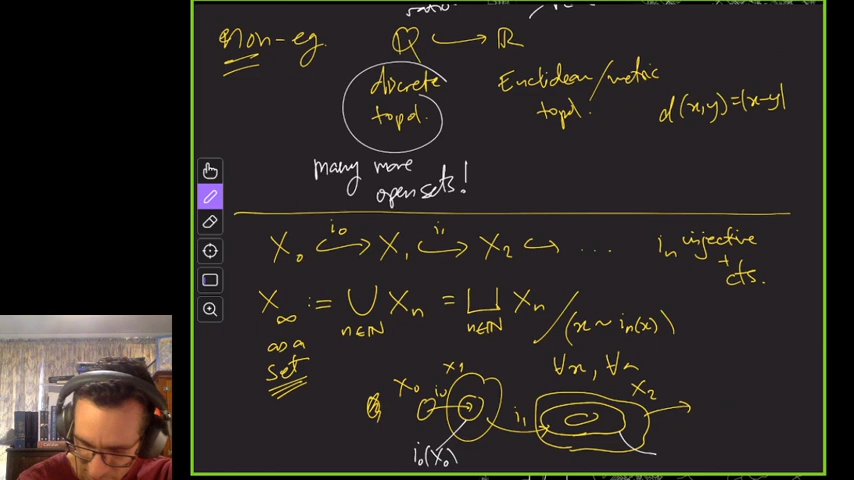 ratio.
Non-eg. Q ↪ ℝ
discrete topol. Euclidean/metric topol. d(x,y)=|x-y|
many more open sets!
X₀ ↪ X₁ ↪ X₂ ↪ ... iₙ injective + cts.
i₀ i₁
X∞ := ⋃ Xₙ = ⨆ Xₙ / (x ~ iₙ(x))
n∈ℕ n∈ℕ
as a set ∀x, ∀n
X₀ i₀ X₁ i₁ X₂
i₀(X₀)